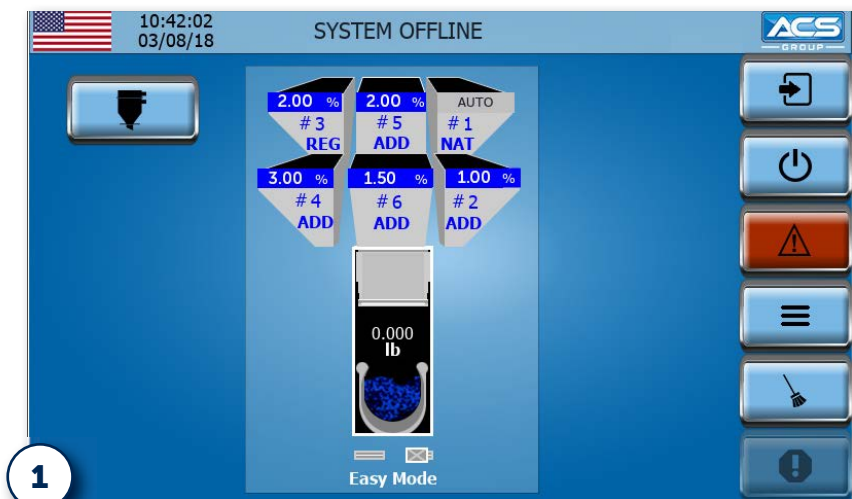 10:42:02
03/08/18
SYSTEM OFFLINE
ACS
GROUP
2.00 %
2.00 %
AUTO
#3
#5
#1
REG
ADD
NAT
3.00 %
1.50 %
1.00 %
#4
#6
#2
ADD
ADD
ADD
0.000
lb
Easy Mode
1